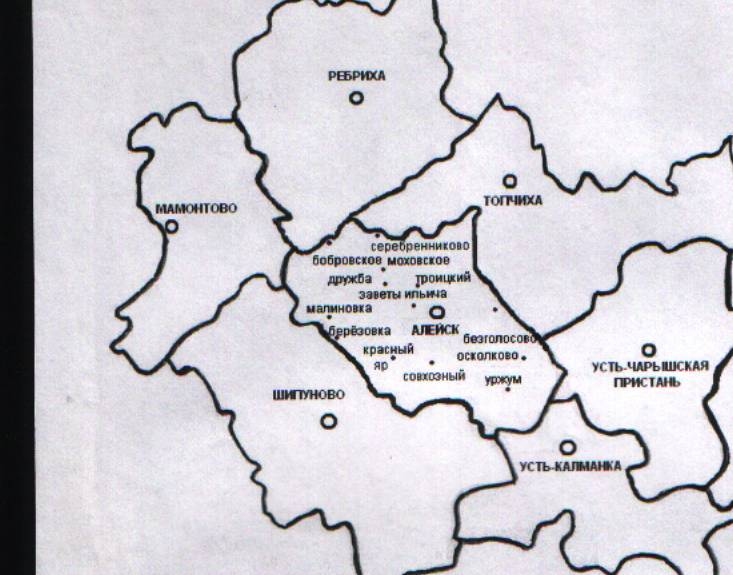 РЕБРИХА
МАМОНТОВО
ТОПЧИХА
серебренниково
бобровское моховское
дружба троицкий
заветы ильича
малиновка
берёзовка
АЛЕЙСК
безголосово
красный
яр
осколково
совхозный
уржум
УСТЬ-ЧАРЫШСКАЯ
ПРИСТАНЬ
ШИПУНОВО
УСТЬ-КАЛМАНКА